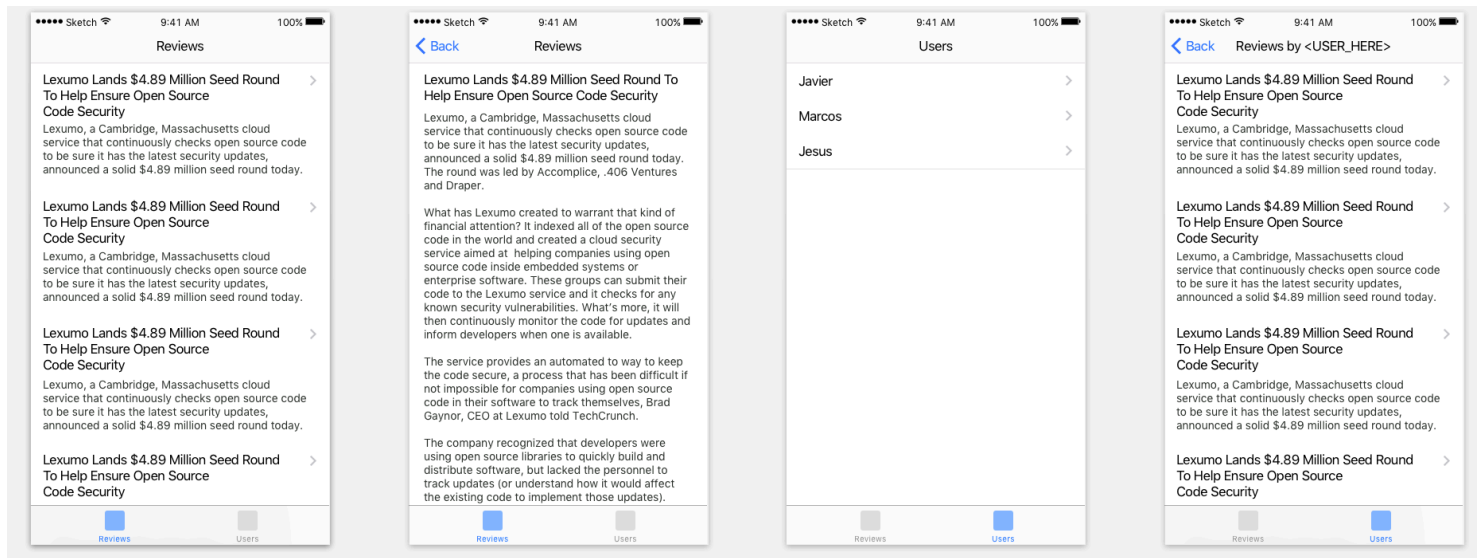 Sketch 9:41 AM 100%
Reviews
Lexumo Lands $4.89 Million Seed Round
To Help Ensure Open Source
Code Security
Lexumo, a Cambridge, Massachusetts cloud
service that continuously checks open source code
to be sure it has the latest security updates,
announced a solid $4.89 million seed round today.
Lexumo Lands $4.89 Million Seed Round
To Help Ensure Open Source
Code Security
Lexumo, a Cambridge, Massachusetts cloud
service that continuously checks open source code
to be sure it has the latest security updates,
announced a solid $4.89 million seed round today.
Lexumo Lands $4.89 Million Seed Round
To Help Ensure Open Source
Code Security
Lexumo, a Cambridge, Massachusetts cloud
service that continuously checks open source code
to be sure it has the latest security updates,
announced a solid $4.89 million seed round today.
Lexumo Lands $4.89 Million Seed Round
To Help Ensure Open Source
Code Security
Reviews Users
Sketch 9:41 AM 100%
Back Reviews
Lexumo Lands $4.89 Million Seed Round To
Help Ensure Open Source Code Security
Lexumo, a Cambridge, Massachusetts cloud
service that continuously checks open source code
to be sure it has the latest security updates,
announced a solid $4.89 million seed round today.
The round was led by Accomplice, .406 Ventures
and Draper.
What has Lexumo created to warrant that kind of
financial attention? It indexed all of the open source
code in the world and created a cloud security
service aimed at  helping companies using open
source code inside embedded systems or
enterprise software. These groups can submit their
code to the Lexumo service and it checks for any
known security vulnerabilities. What's more, it will
then continuously monitor the code for updates and
inform developers when one is available.
The service provides an automated to way to keep
the code secure, a process that has been difficult if
not impossible for companies using open source
code in their software to track themselves, Brad
Gaynor, CEO at Lexumo told TechCrunch.
The company recognized that developers were
using open source libraries to quickly build and
distribute software, but lacked the personnel to
track updates (or understand how it would affect
the existing code to implement those updates).
Reviews Users
Sketch 9:41 AM 100%
Users
Javier
Marcos
Jesus
Reviews Users
Sketch 9:41 AM 100%
Back Reviews by <USER_HERE>
Lexumo Lands $4.89 Million Seed Round
To Help Ensure Open Source
Code Security
Lexumo, a Cambridge, Massachusetts cloud
service that continuously checks open source code
to be sure it has the latest security updates,
announced a solid $4.89 million seed round today.
Lexumo Lands $4.89 Million Seed Round
To Help Ensure Open Source
Code Security
Lexumo, a Cambridge, Massachusetts cloud
service that continuously checks open source code
to be sure it has the latest security updates,
announced a solid $4.89 million seed round today.
Lexumo Lands $4.89 Million Seed Round
To Help Ensure Open Source
Code Security
Lexumo, a Cambridge, Massachusetts cloud
service that continuously checks open source code
to be sure it has the latest security updates,
announced a solid $4.89 million seed round today.
Lexumo Lands $4.89 Million Seed Round
To Help Ensure Open Source
Code Security
Reviews Users